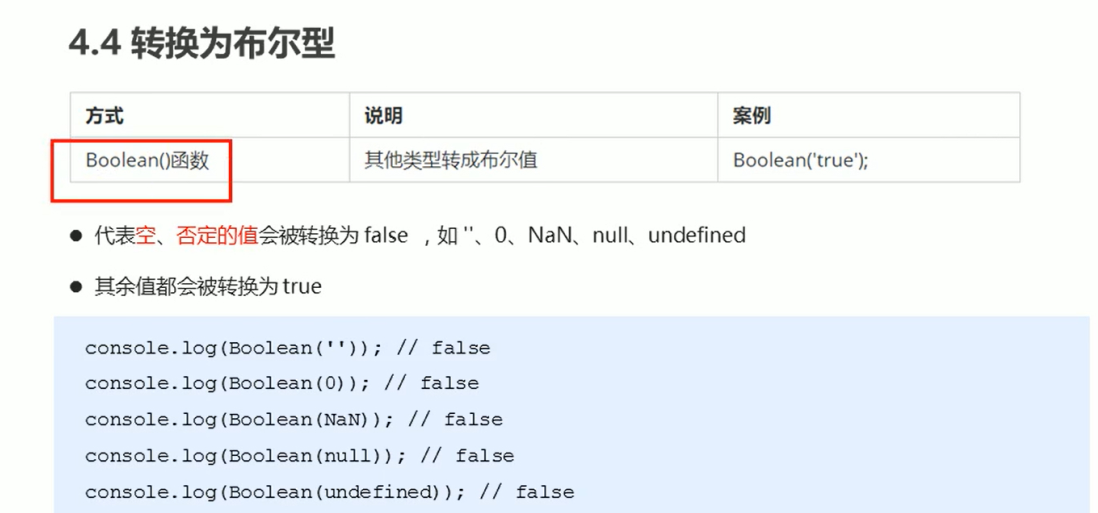 4.4 转换为布尔型
方式 说明 案例
Boolean()函数 其他类型转成布尔值 Boolean('true');
● 代表空、否定的值会被转换为 false ，如 ''、0、NaN、null、undefined
● 其余值都会被转换为 true
console.log(Boolean('')); // false
console.log(Boolean(0)); // false
console.log(Boolean(NaN)); // false
console.log(Boolean(null)); // false
console.log(Boolean(undefined)); // false